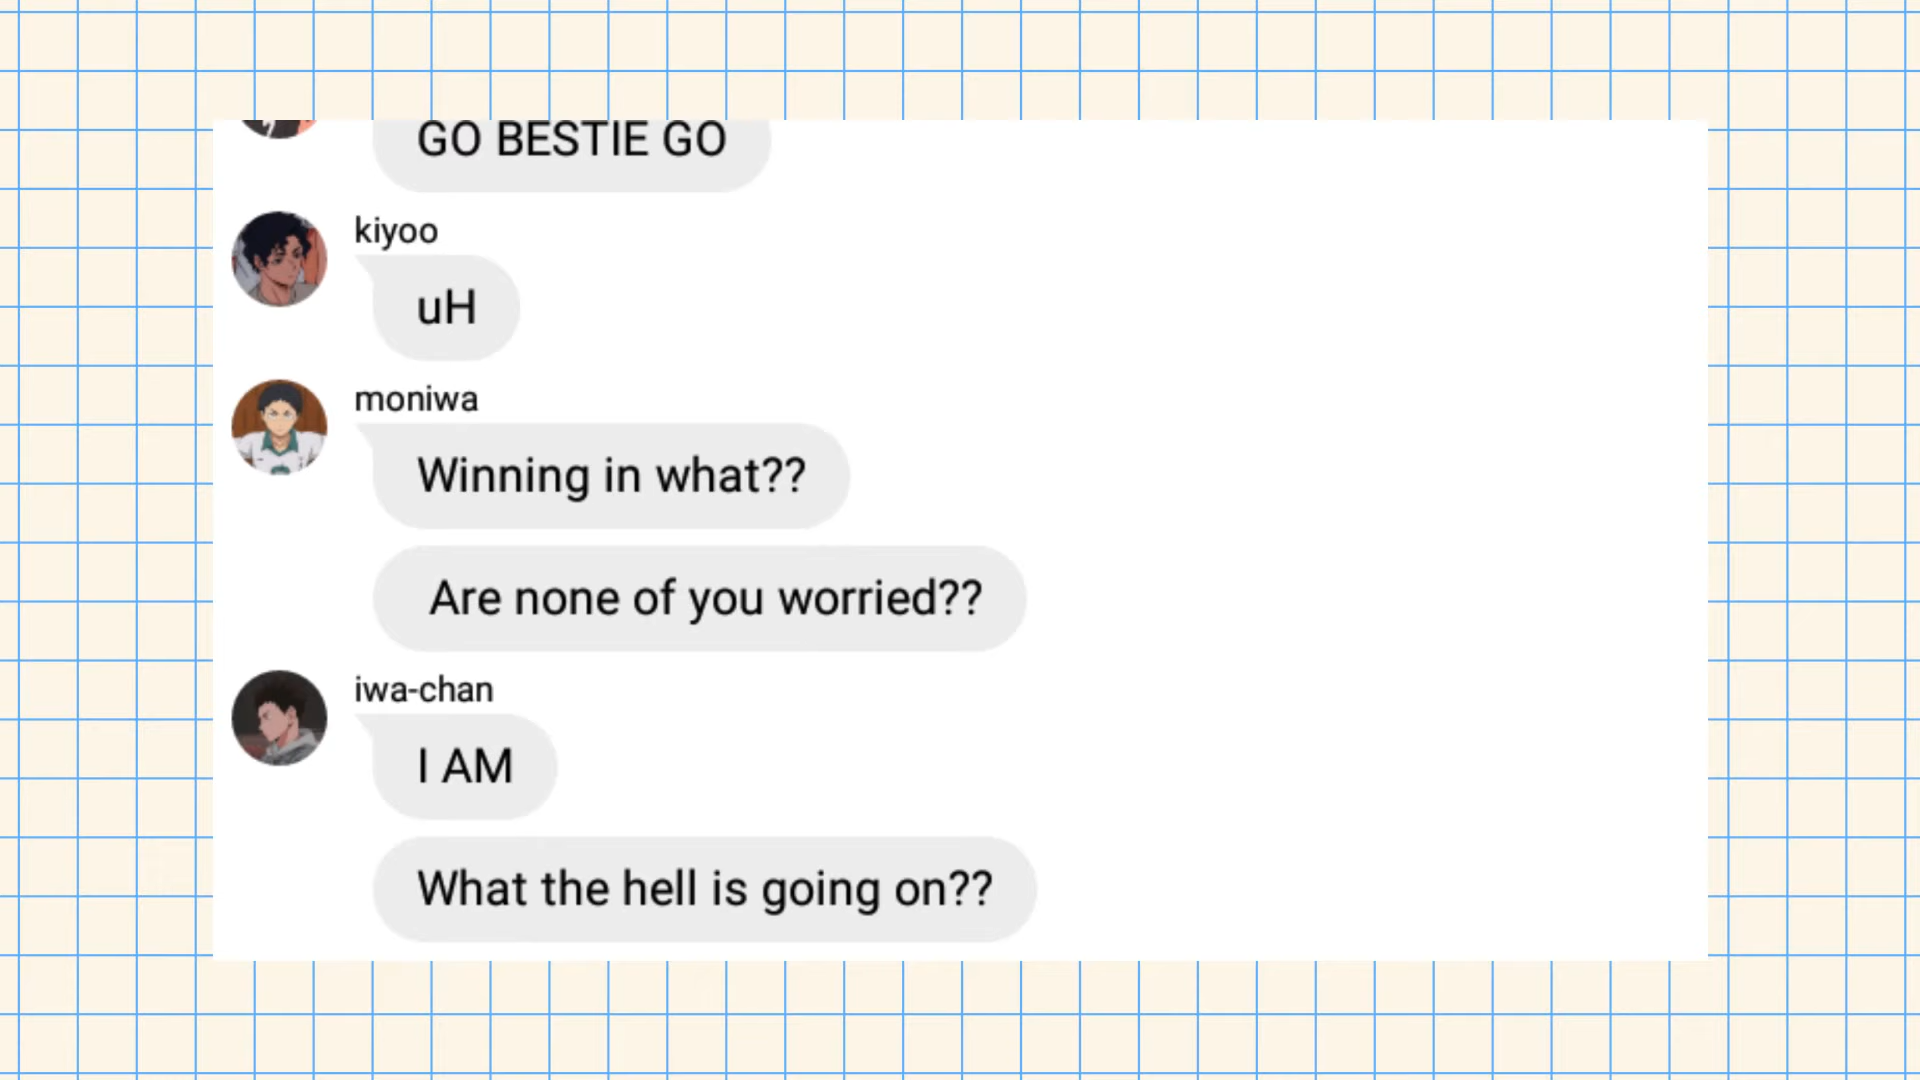 GO BESTIE GO
kiyoo
uH
moniwa
Winning in what??
Are none of you worried??
iwa-chan
I AM
What the hell is going on??